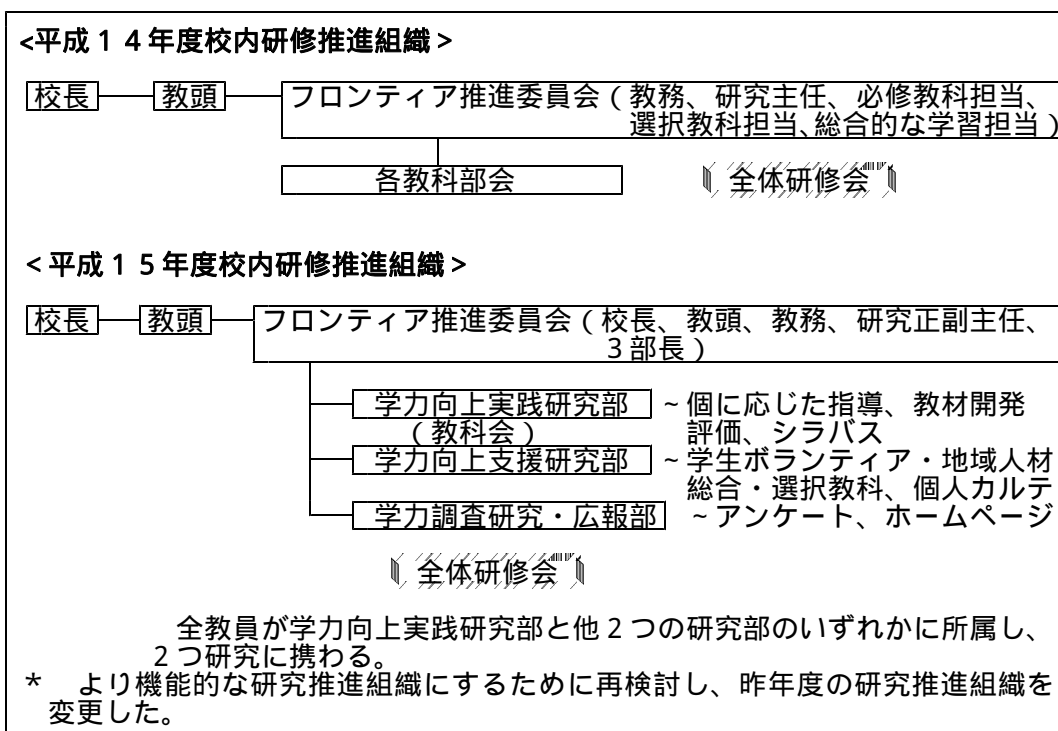 <平成14年度校内研修推進組織>
校長 教頭 フロンティア推進委員会(教務、研究主任、必修教科担当、
選択教科担当、総合的な学習担当)
各教科部会 全体研修会
<平成15年度校内研修推進組織>
校長 教頭 フロンティア推進委員会(校長、教頭、教務、研究正副主任、
3部長)
学力向上実践研究部 ~個に応じた指導、教材開発
(教科会) 評価、シラバス
学力向上支援研究部 ~学生ボランティア・地域人材
総合・選択教科、個人カルテ
学力調査研究・広報部 ~アンケート、ホームページ
全体研修会
全教員が学力向上実践研究部と他2つの研究部のいずれかに所属し、
2つ研究に携わる。
* より機能的な研究推進組織にするために再検討し、昨年度の研究推進組織を
変更した。